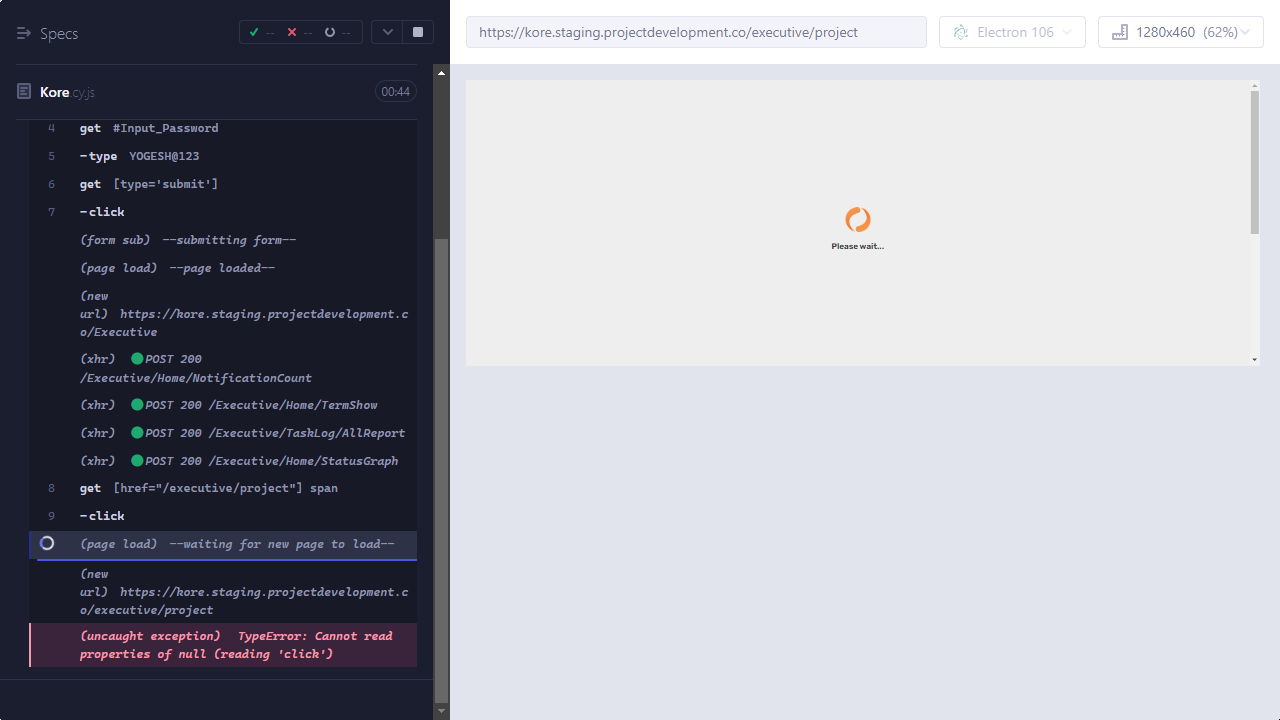 Specs
-- -- --
https://kore.staging.projectdevelopment.co/executive/project
Electron 106
1280x460 (62%)
Kore.cy.js
00:44
4 get #Input_Password
5 -type YOGESH@123
6 get [type='submit']
7 -click
(form sub) --submitting form--
(page load) --page loaded--
(new
url) https://kore.staging.projectdevelopment.c
o/Executive
(xhr) POST 200
/Executive/Home/NotificationCount
(xhr) POST 200 /Executive/Home/TermShow
(xhr) POST 200 /Executive/TaskLog/AllReport
(xhr) POST 200 /Executive/Home/StatusGraph
8 get [href="/executive/project"] span
9 -click
(page load) --waiting for new page to load--
(new
url) https://kore.staging.projectdevelopment.c
o/executive/project
(uncaught exception) TypeError: Cannot read
properties of null (reading 'click')
Please wait...